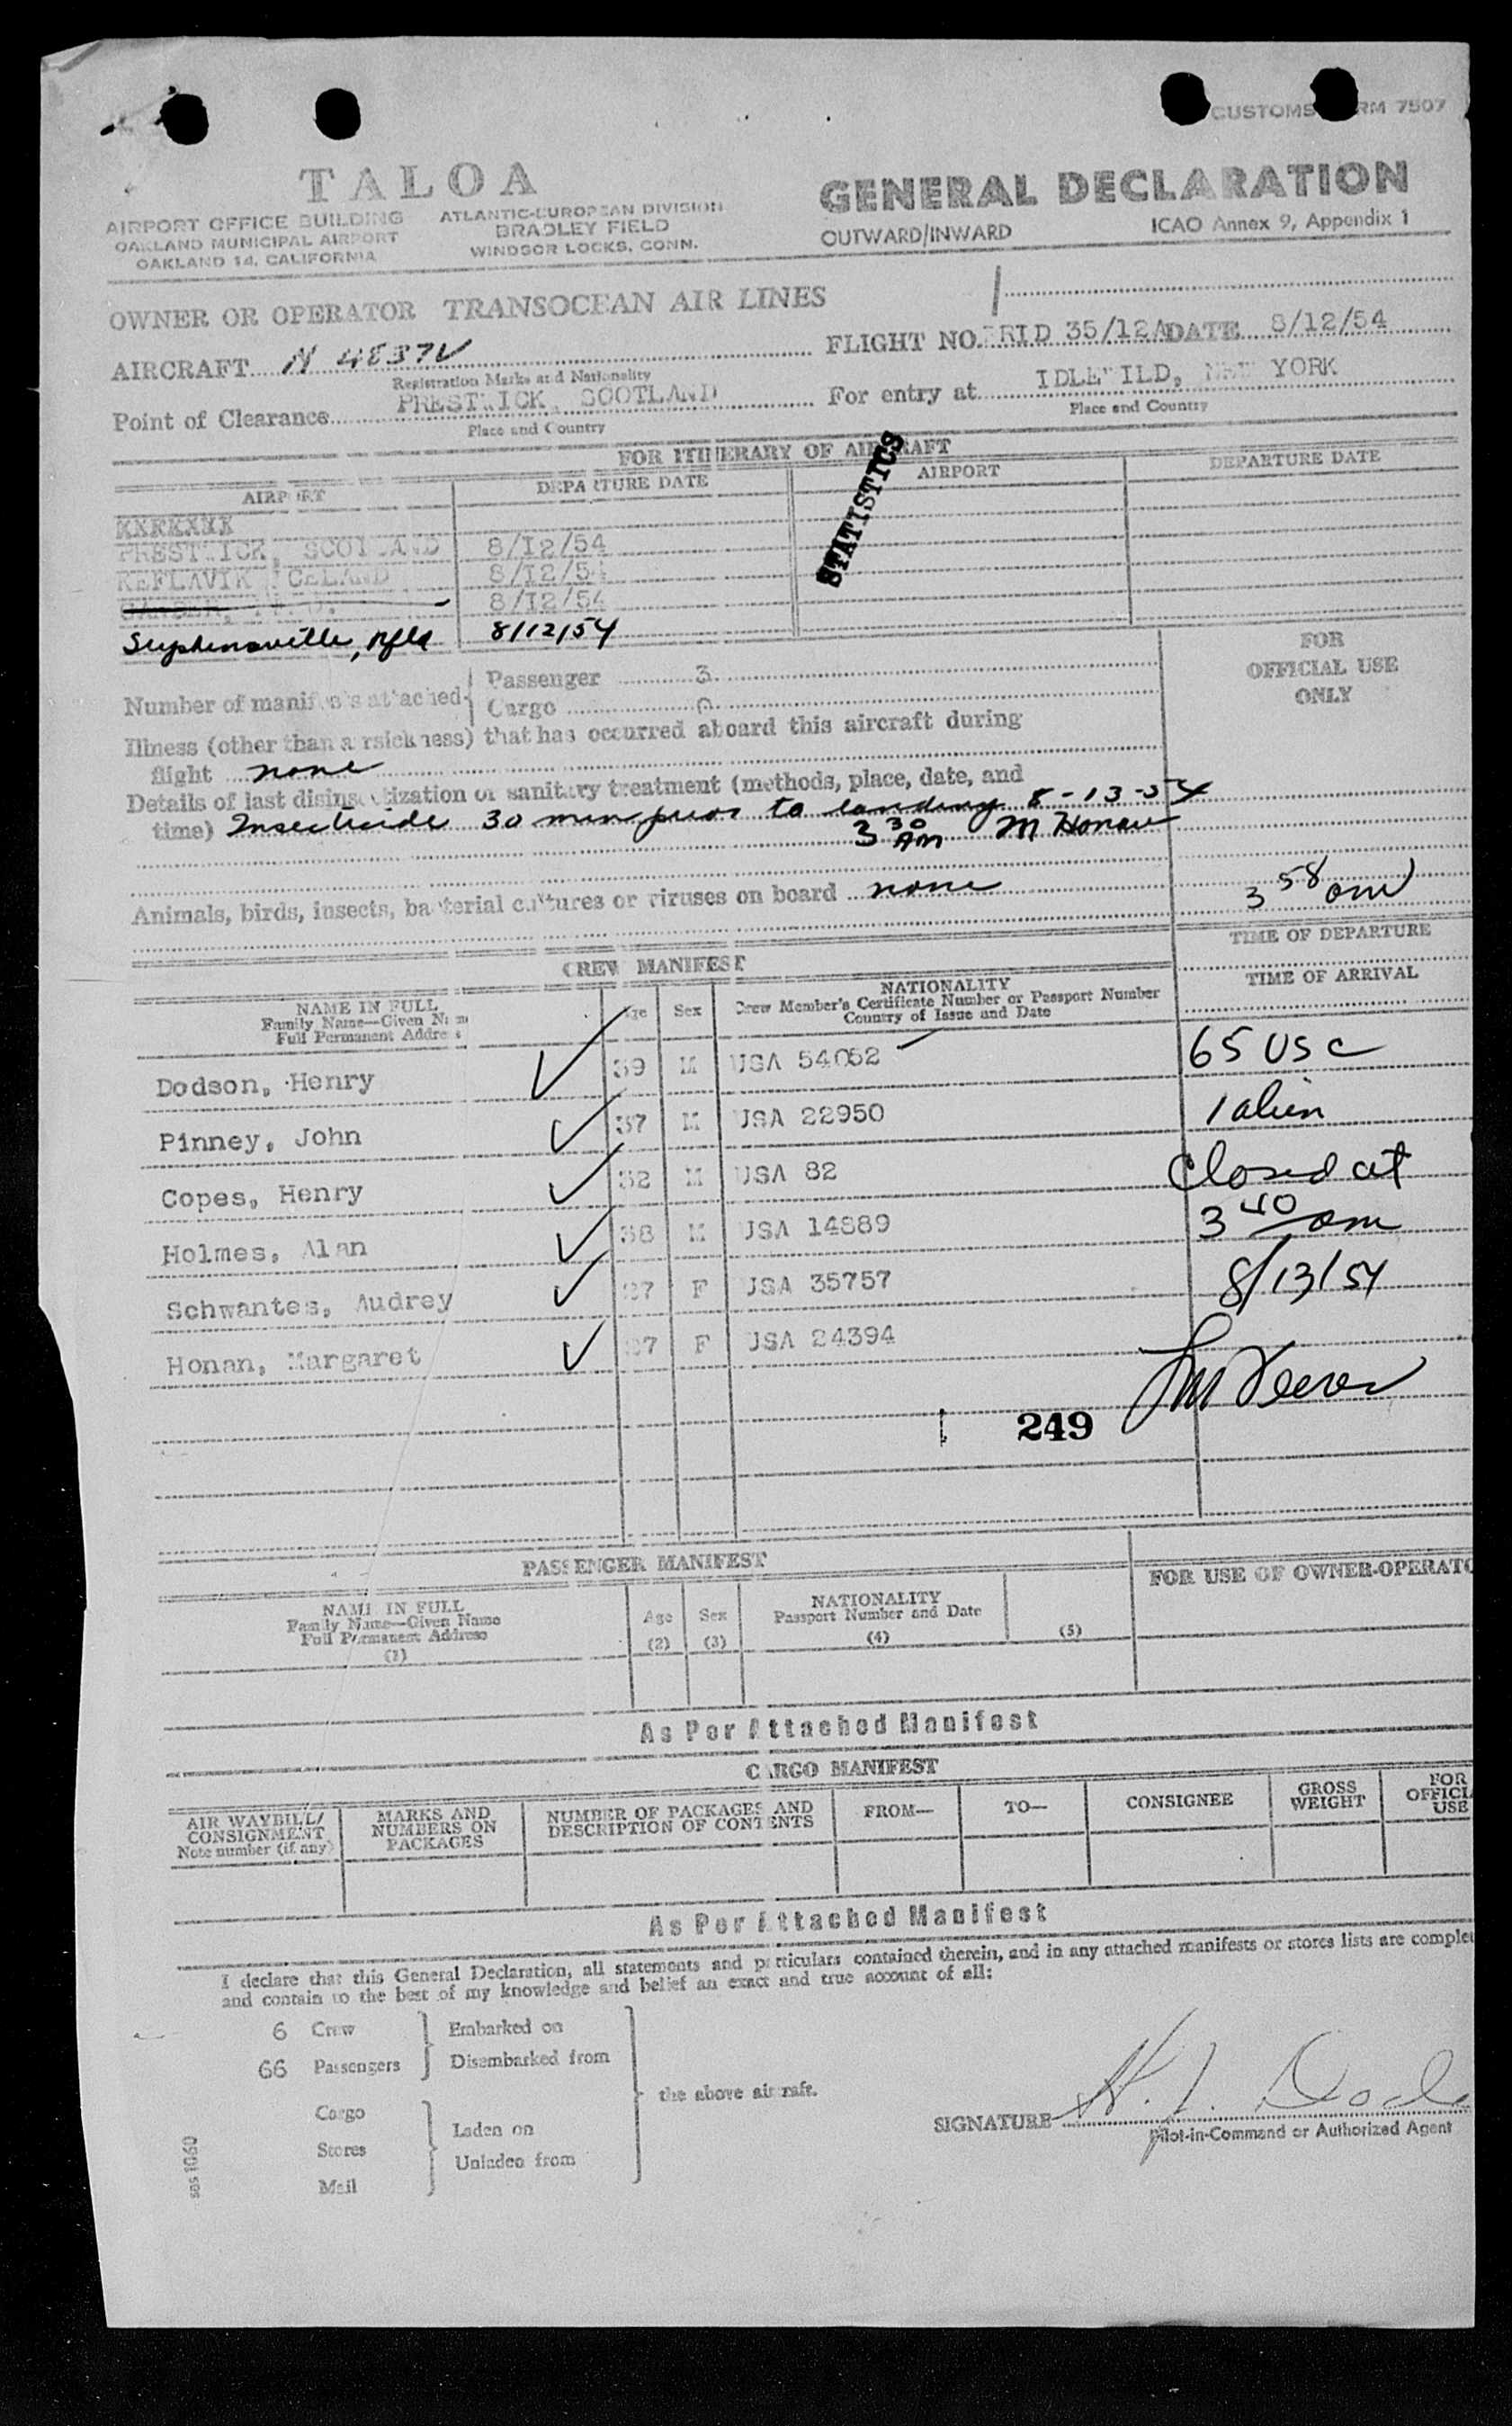 CUSTOMS RM 7507
TALOA
AIRPORT OFFICE BUILDING
OAKLAND MUNICIPAL AIRPORT
OAKLAND 14, CALIFORNIA
ATLANTIC-EUROPEAN DIVISION
BRADLEY FIELD
WINDSOR LOCKS, CONN.
GENERAL DECLARATION
OUTWARD/INWARD ICAO Annex 9, Appendix 1
OWNER OR OPERATOR TRANSOCEAN AIR LINES
AIRCRAFT N 4837V FLIGHT NO. 35/12A DATE 8/12/54
Registration Marks and Nationality
Point of Clearance PRESTWICK, SCOTLAND For entry at IDLEWILD, NEW YORK
Place and Country Place and Country
FOR ITINERARY OF AIRCRAFT
AIRPORT DEPARTURE DATE AIRPORT DEPARTURE DATE
STATISTICS
PRESTWICK, SCOTLAND 8/12/54
KEFLAVIK ICELAND 8/12/54
GANDER, 8/12/54
Stephensville, Nfld 8/12/54
Number of manifests attached Passenger 3
Cargo 0
FOR
OFFICIAL USE
ONLY
Illness (other than airsickness) that has occurred aboard this aircraft during
flight none
Details of last disinsectization or sanitary treatment (methods, place, date, and
time) Insecticide 30 min prior to landing 8-13-54
3 30 AM M Honan
Animals, birds, insects, bacterial cultures or viruses on board none
3 58 am
TIME OF DEPARTURE
TIME OF ARRIVAL
CREW MANIFEST
NAME IN FULL
Family Name—Given Name
Full Permanent Address
Age Sex
NATIONALITY
Crew Member's Certificate Number or Passport Number
Country of Issue and Date
Dodson, Henry 39 M USA 54052
65 USC
Pinney, John 37 M USA 22950
1 alien
Copes, Henry 32 M USA 82
Closed at
Holmes, Alan 38 M USA 14889
3 40 am
Schwantes, Audrey 27 F USA 35757
8/13/54
Honan, Margaret 27 F USA 24394
249
PASSENGER MANIFEST
FOR USE OF OWNER-OPERATO
NAME IN FULL
Family Name—Given Name
Full Permanent Address
(1)
Age
(2)
Sex
(3)
NATIONALITY
Passport Number and Date
(4)
(5)
As Per Attached Manifest
CARGO MANIFEST
AIR WAYBILL/
CONSIGNMENT
Note number (if any)
MARKS AND
NUMBERS ON
PACKAGES
NUMBER OF PACKAGES AND
DESCRIPTION OF CONTENTS
FROM—
TO—
CONSIGNEE
GROSS
WEIGHT
FOR
OFFICIA
USE
As Per Attached Manifest
I declare that this General Declaration, all statements and particulars contained therein, and in any attached manifests or stores lists are complet
and contain to the best of my knowledge and belief an exact and true account of all:
6 Crew Embarked on
66 Passengers Disembarked from
the above aircraft.
Cargo
Stores
Mail
Laden on
Unladen from
SIGNATURE H. J. Dods
Pilot-in-Command or Authorized Agent
sbs 1060